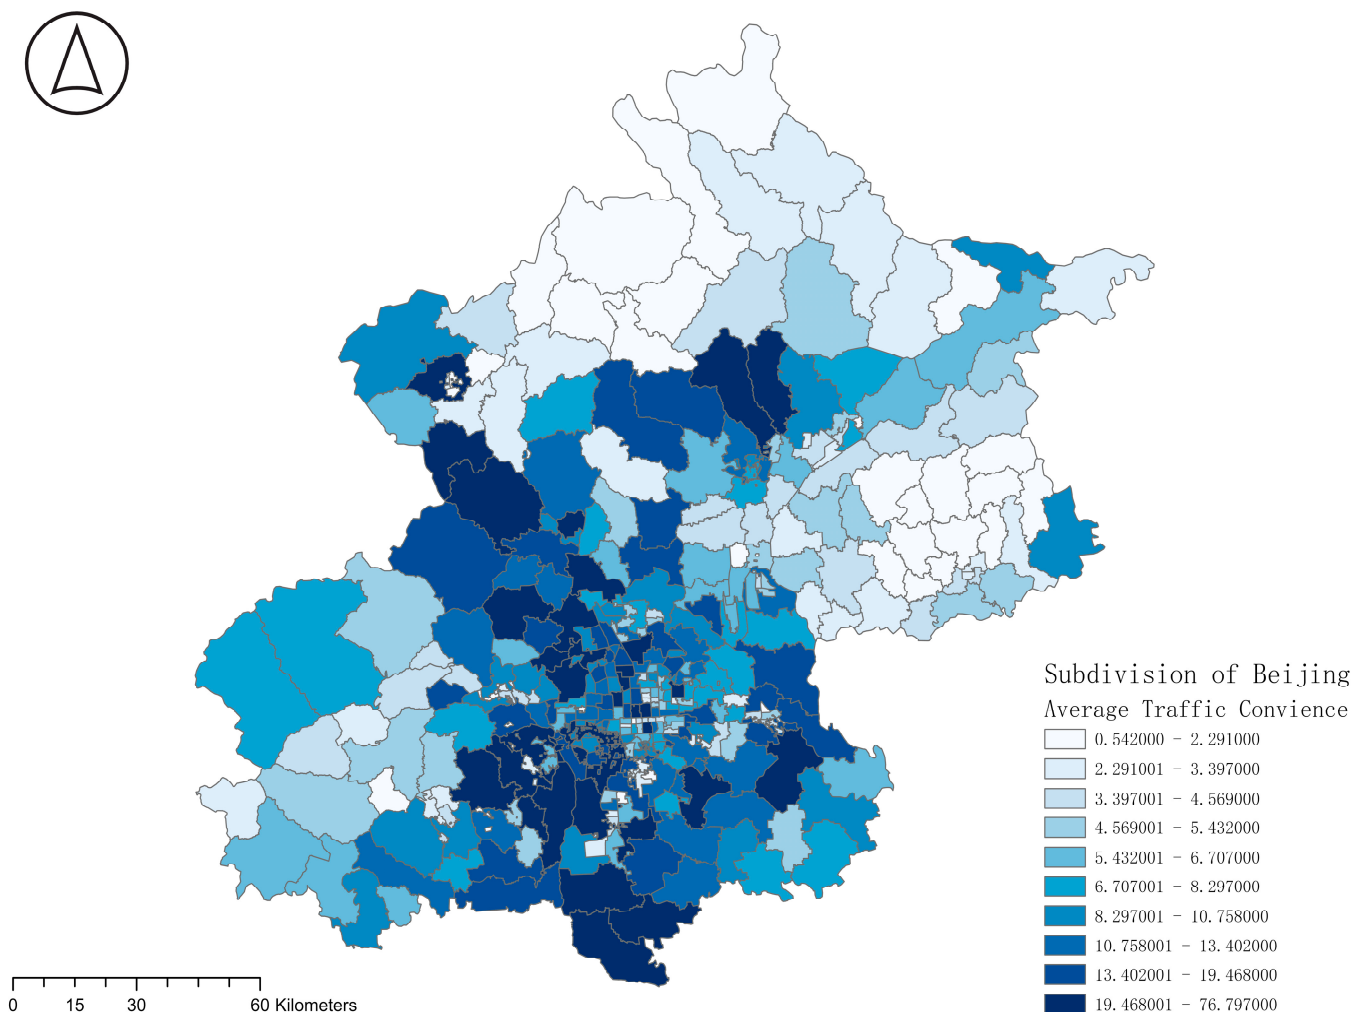 Subdivision of Beijing
Average Traffic Convience
0.542000 - 2.291000
2.291001 - 3.397000
3.397001 - 4.569000
4.569001 - 5.432000
5.432001 - 6.707000
6.707001 - 8.297000
8.297001 - 10.758000
10.758001 - 13.402000
13.402001 - 19.468000
19.468001 - 76.797000
0 15 30 60 Kilometers